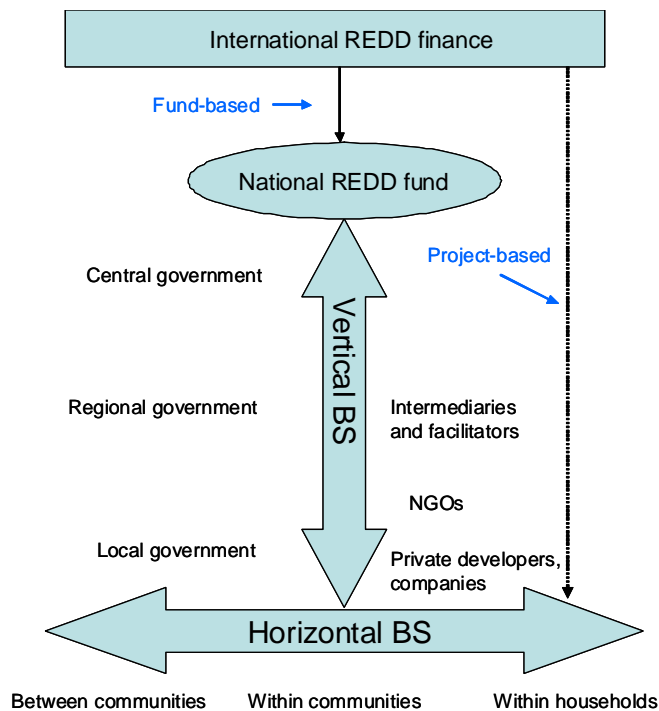 International REDD finance
Fund-based
National REDD fund
Project-based
Central government
Vertical BS
Regional government
Intermediaries
and facilitators
NGOs
Local government
Private developers,
companies
Horizontal BS
Between communities
Within communities
Within households